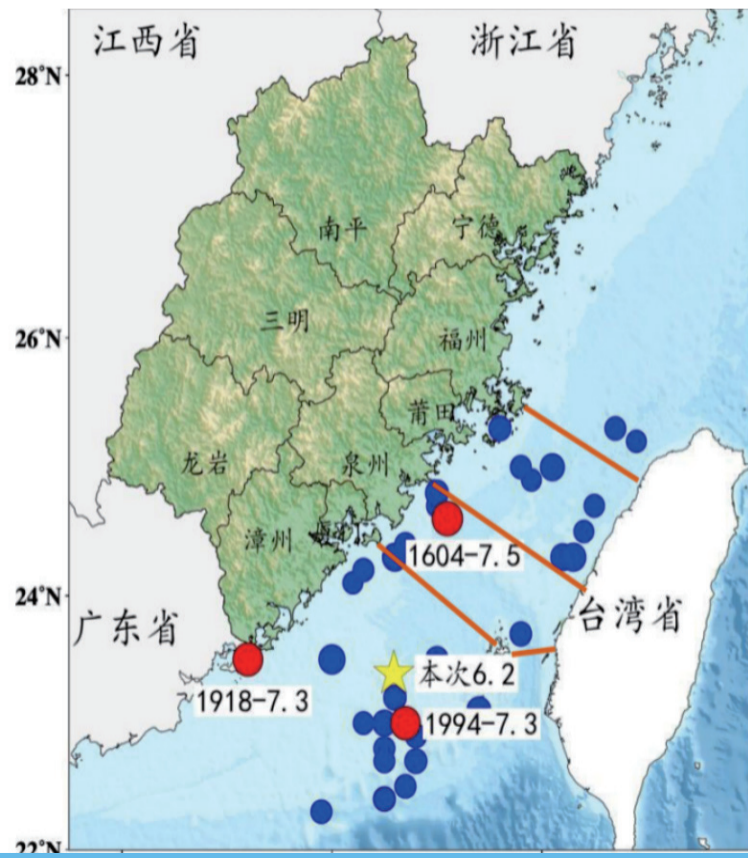 江西省
浙江省
28°N
南平
宁德
三明
26°N
福州
莆田
龙岩
泉州
漳州
1604-7.5
24°N
广东省
台湾省
本次6.2
1918-7.3
1994-7.3
22°N